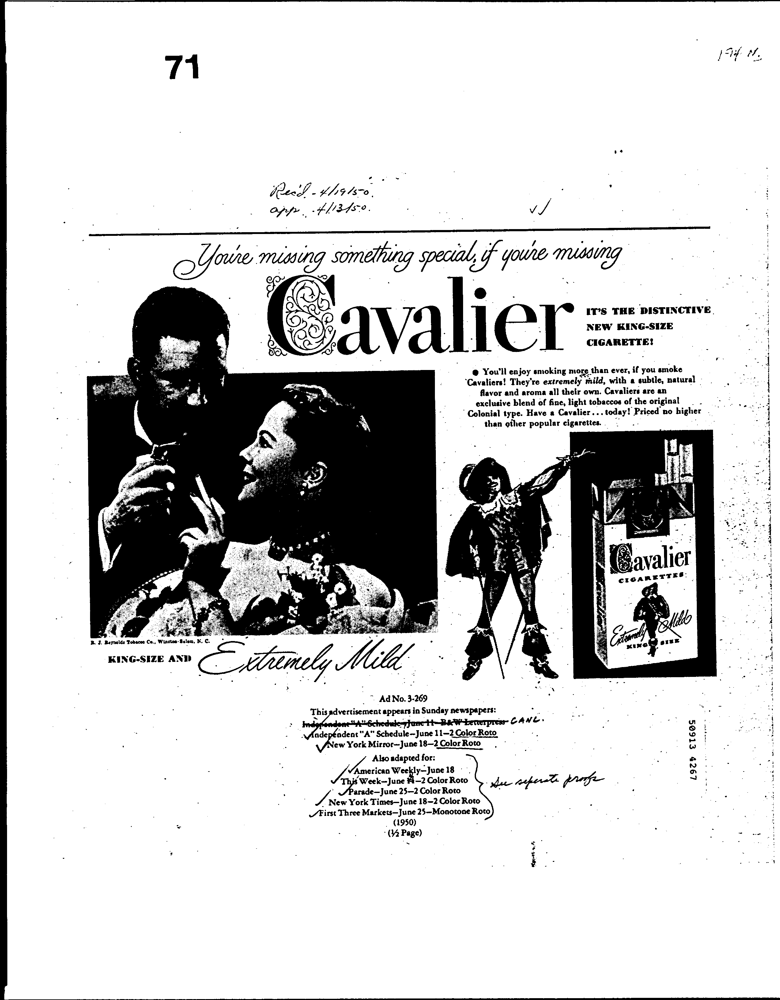 71
194 N.
Rec'd - 4/19/50.
app. 4/13/50.
You're missing something special, if you're missing
Cavalier
IT'S THE DISTINCTIVE
NEW KING-SIZE
CIGARETTE!
● You'll enjoy smoking more than ever, if you smoke
Cavaliers! They're extremely mild, with a subtle, natural
flavor and aroma all their own. Cavaliers are an
exclusive blend of fine, light tobaccos of the original
Colonial type. Have a Cavalier...today! Priced no higher
than other popular cigarettes.
Cavalier
CIGARETTES
Extremely Mild
KING SIZE
R. J. Reynolds Tobacco Co., Winston-Salem, N. C.
KING-SIZE AND Extremely Mild
Ad No. 3-269
This advertisement appears in Sunday newspapers:
Independent "A" Schedule—June 11—B&W Letterpress CANC.
Independent "A" Schedule—June 11—2 Color Roto
New York Mirror—June 18—2 Color Roto
Also adapted for:
American Weekly—June 18
This Week—June —2 Color Roto
Parade—June 25—2 Color Roto
See seperate proofs
New York Times—June 18—2 Color Roto
First Three Markets—June 25—Monotone Roto
(1950)
(½ Page)
50913 4267